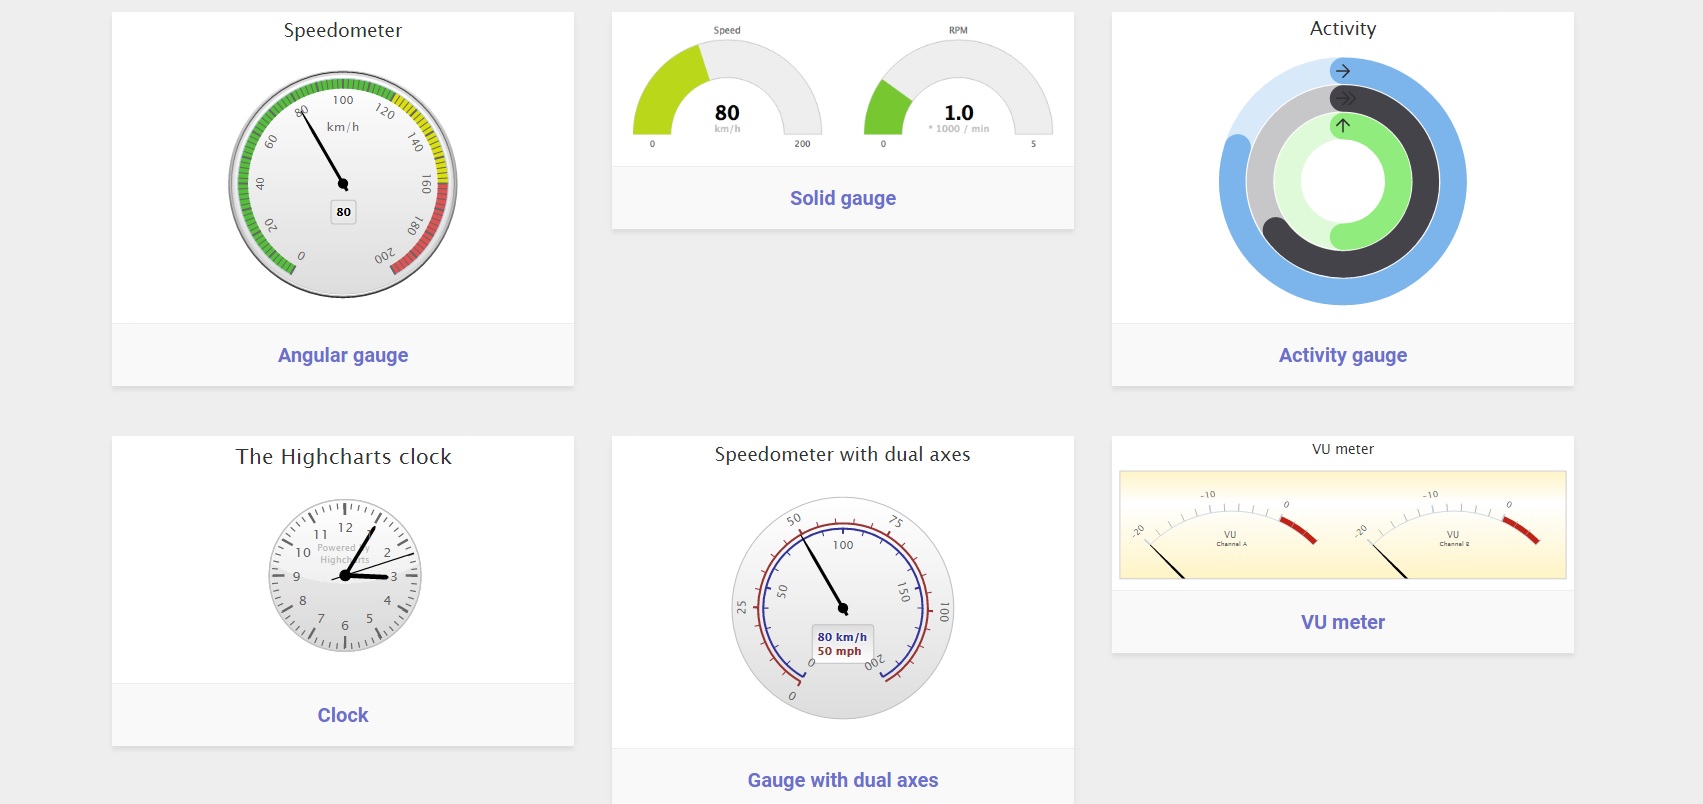 Speedometer
0
20
40
60
80
100
120
140
160
180
200
km/h
80
Angular gauge
Speed
80
km/h
0 200
RPM
1.0
* 1000 / min
0 5
Solid gauge
Activity
Activity gauge
The Highcharts clock
12
2
3
4
5
6
7
8
9
10
11
Powered by
Highcharts
Clock
Speedometer with dual axes
0
25
50
75
100
0
50
100
150
200
80 km/h
50 mph
Gauge with dual axes
VU meter
-20
-10
0
VU
Channel A
-20
-10
0
VU
Channel B
VU meter